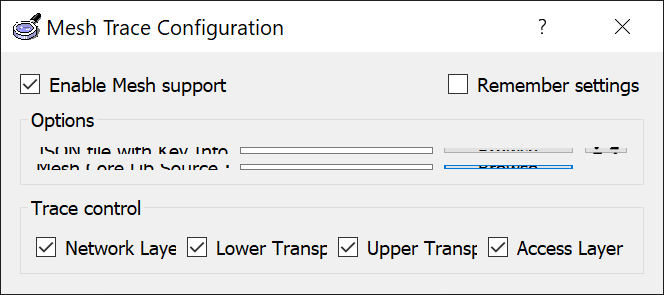 Mesh Trace Configuration ?
Enable Mesh support Remember settings
Options
JSON file with Key Info
Mesh Core Lib Source
Browse
Trace control
Network Laye Lower Transp Upper Transp Access Layer